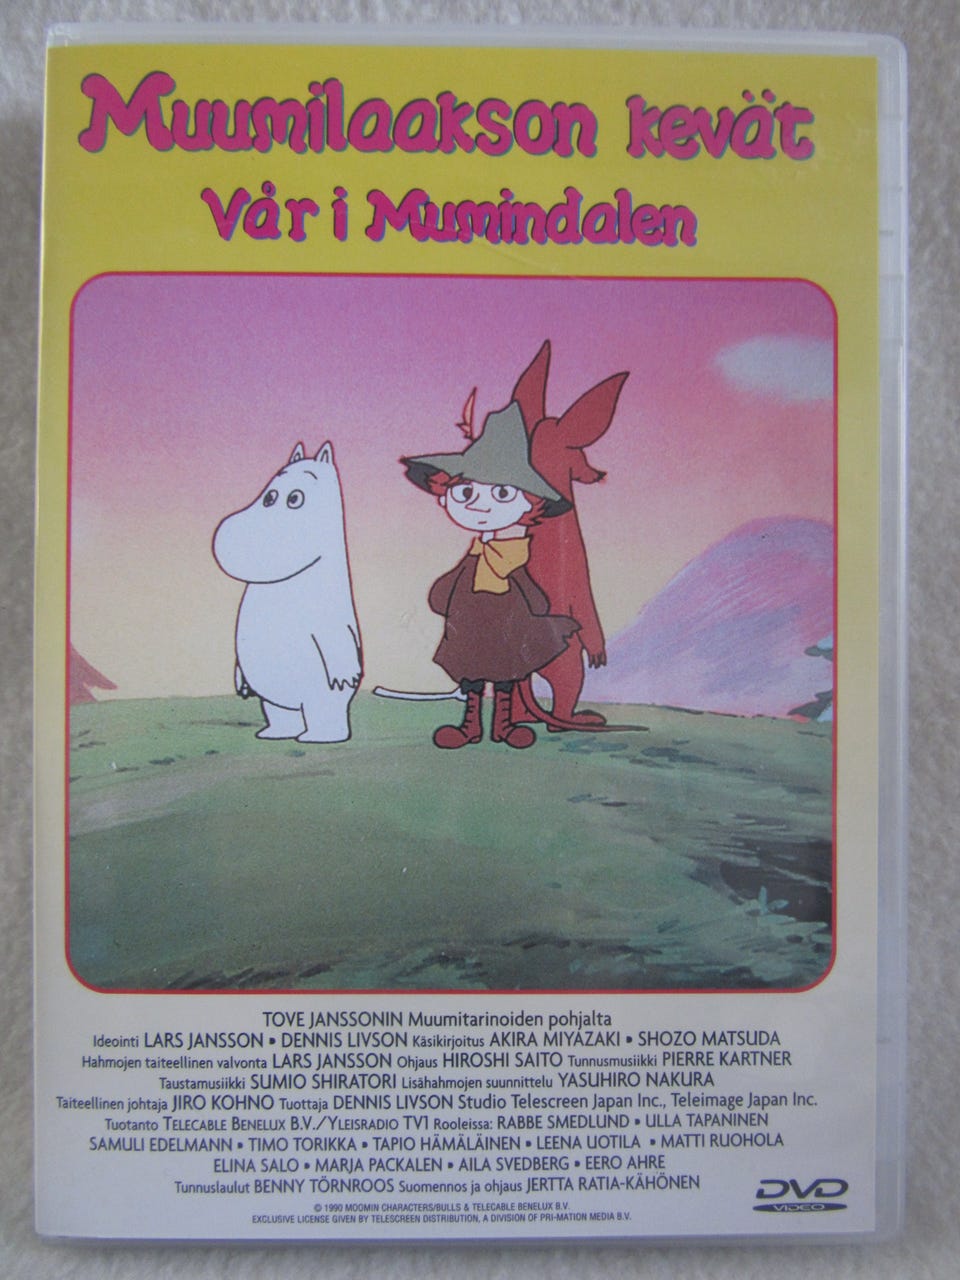 Muumilaakson kevät
Vår i Mumindalen
TOVE JANSSONIN Muumitarinoiden pohjalta
Ideointi LARS JANSSON • DENNIS LIVSON Käsikirjoitus AKIRA MIYAZAKI • SHOZO MATSUDA
Hahmojen taiteellinen valvonta LARS JANSSON Ohjaus HIROSHI SAITO Tunnusmusiikki PIERRE KARTNER
Taustamusiikki SUMIO SHIRATORI Lisähahmojen suunnittelu YASUHIRO NAKURA
Taiteellinen johtaja JIRO KOHNO Tuottaja DENNIS LIVSON Studio Telescreen Japan Inc., Teleimage Japan Inc.
Tuotanto TELECABLE BENELUX B.V./YLEISRADIO TV1 Rooleissa: RABBE SMEDLUND • ULLA TAPANINEN
SAMULI EDELMANN • TIMO TORIKKA • TAPIO HÄMÄLÄINEN • LEENA UOTILA • MATTI RUOHOLA
ELINA SALO • MARJA PACKALEN • AILA SVEDBERG • EERO AHRE
Tunnuslaulut BENNY TÖRNROOS Suomennos ja ohjaus JERTTA RATIA-KÄHÖNEN
© 1990 MOOMIN CHARACTERS/BULLS & TELECABLE BENELUX B.V.
EXCLUSIVE LICENSE GIVEN BY TELESCREEN DISTRIBUTION, A DIVISION OF PRI-MATION MEDIA B.V.
DVD
VIDEO